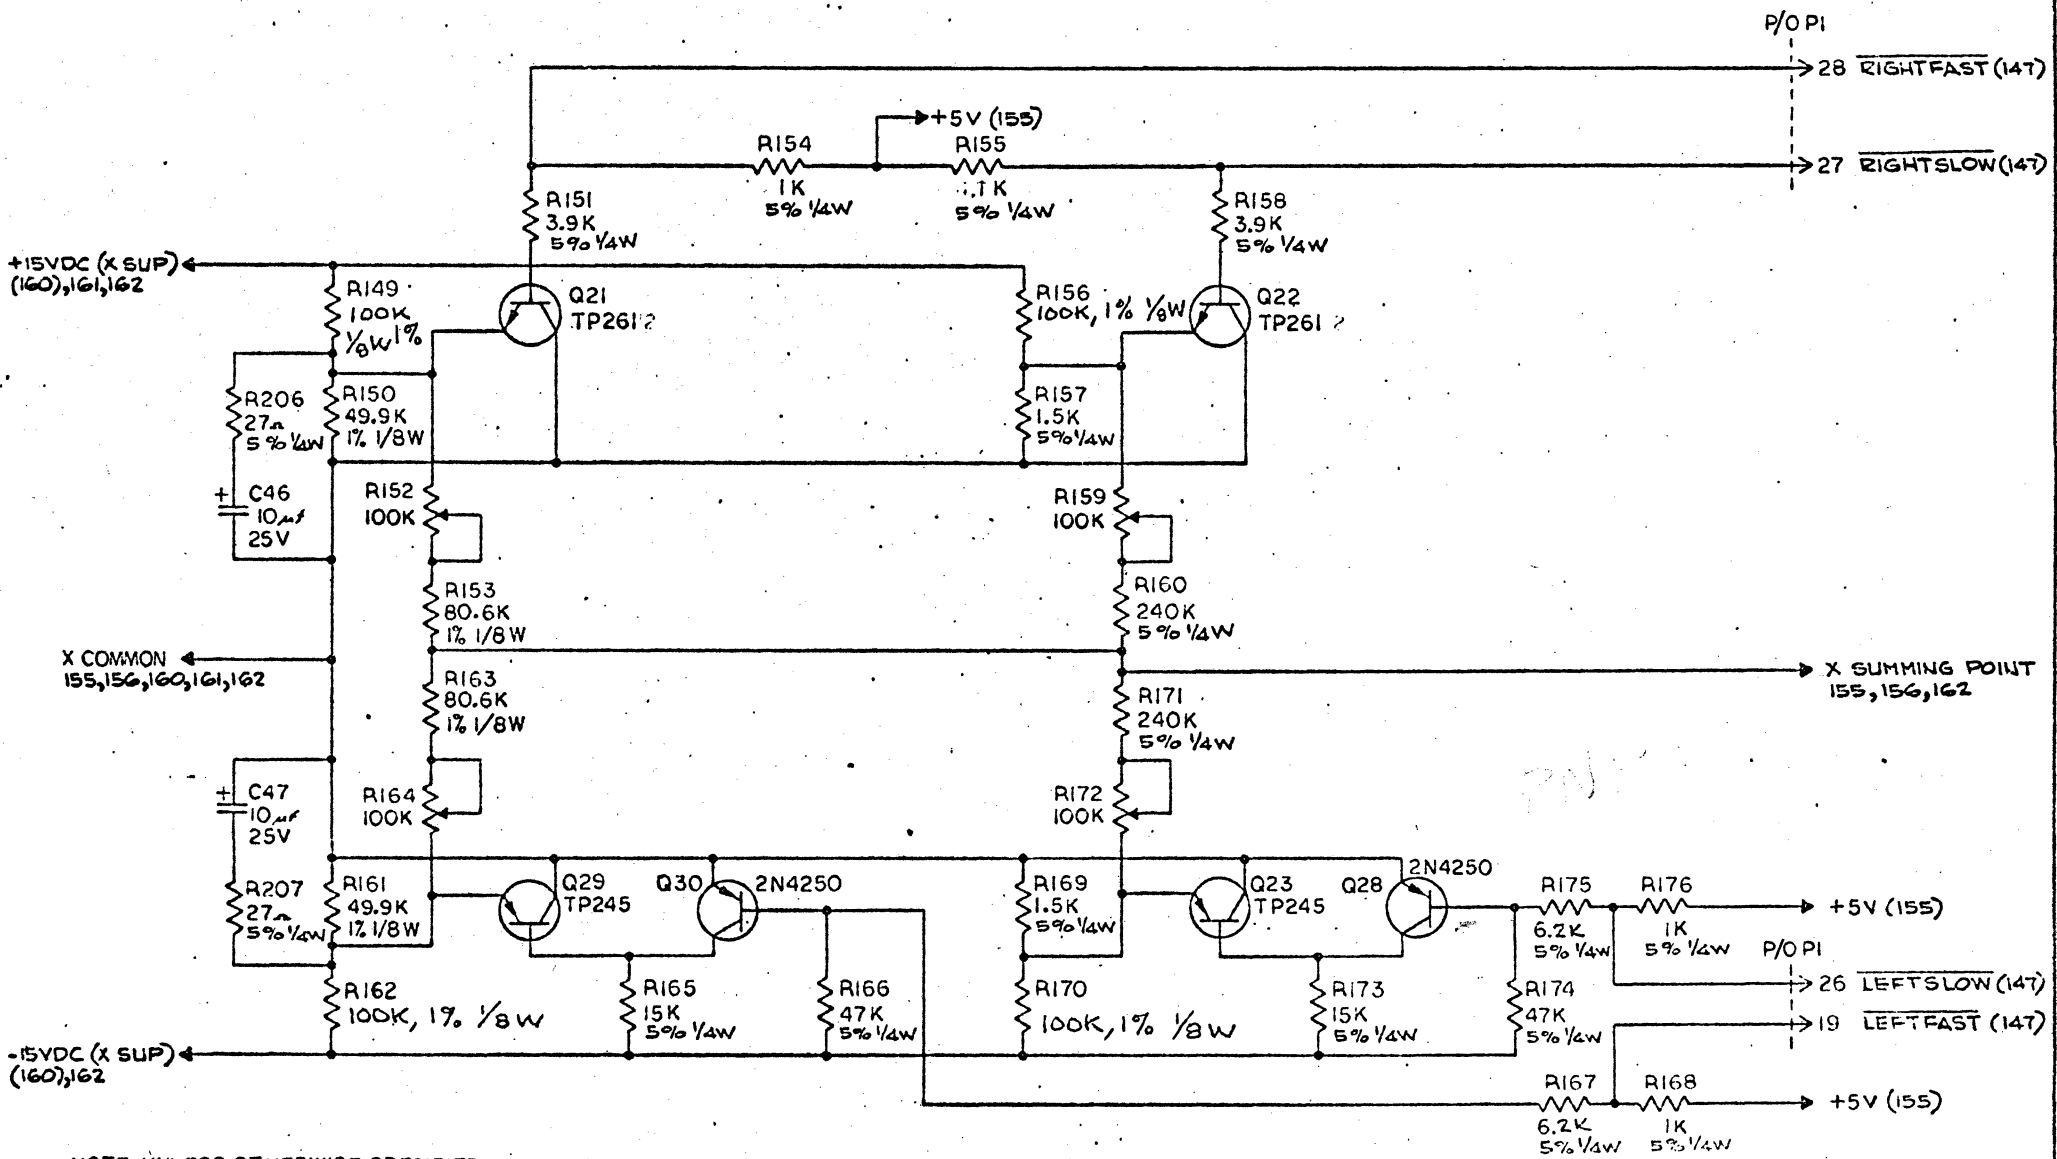 P/O P1
28 RIGHTFAST (147)
+5V (155)
R154
1K
5% 1/4W
R155
5% 1/4W
27 RIGHTSLOW (147)
R151
3.9K
5% 1/4W
R158
3.9K
5% 1/4W
+15VDC (X SUP)
(160),161,162
R149
100K
1/8W 1%
Q21
TP2612
R156
100K, 1% 1/8W
Q22
TP2612
R206
27Ω
5% 1/4W
R150
49.9K
1% 1/8W
R157
1.5K
5% 1/4W
+ C46
10μf
25V
R152
100K
R159
100K
R153
80.6K
1% 1/8W
R160
240K
5% 1/4W
X COMMON
155,156,160,161,162
X SUMMING POINT
155,156,162
R163
80.6K
1% 1/8W
R171
240K
5% 1/4W
+ C47
10μf
25V
R164
100K
R172
100K
R207
27Ω
5% 1/4W
R161
49.9K
1% 1/8W
Q29
TP245
Q30
2N4250
R169
1.5K
5% 1/4W
Q23
TP245
Q28
2N4250
R175
6.2K
5% 1/4W
R176
1K
5% 1/4W
+5V (155)
P/O P1
R162
100K, 1% 1/8W
R165
15K
5% 1/4W
R166
47K
5% 1/4W
R170
100K, 1% 1/8W
R173
15K
5% 1/4W
R174
47K
5% 1/4W
26 LEFTSLOW (147)
19 LEFTFAST (147)
-15VDC (X SUP)
(160),162
R167
6.2K
5% 1/4W
R168
1K
5% 1/4W
+5V (155)